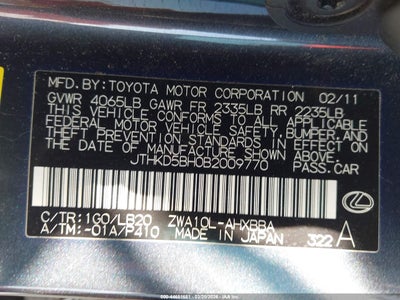 MFD.BY:TOYOTA MOTOR CORPORATION 02/11
GVWR 4065LB GAWR FR 2335LB RR 2235LB
THIS VEHICLE CONFORMS TO ALL APPLICABLE
FEDERAL MOTOR VEHICLE SAFETY, BUMPER, AND
THEFT PREVENTION STANDARDS IN EFFECT ON
THE DATE OF MANUFACTURE SHOWN ABOVE.
JTHKD5BH0B2009770
PASS.CAR
C/TR:1G0/LB20 ZWA10L-AHXBBA
A/TM:-01A/P410 MADE IN JAPAN 322 A